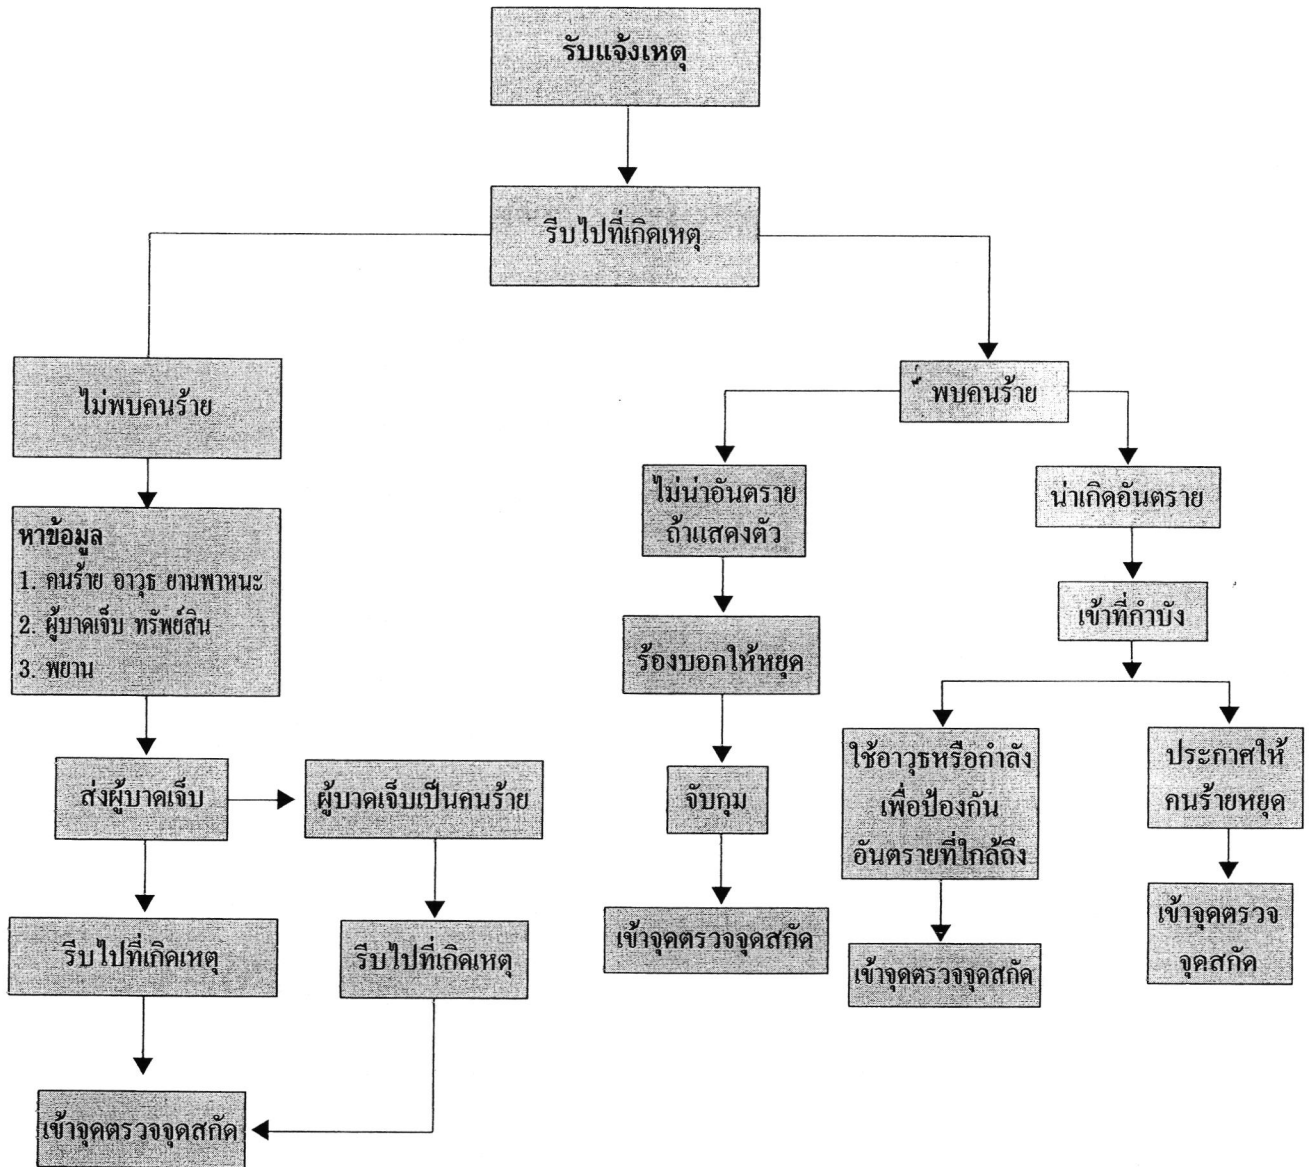 รับแจ้งเหตุ
รีบไปที่เกิดเหตุ
ไม่พบคนร้าย
หาข้อมูล
1. คนร้าย อาวุธ ยานพาหนะ
2. ผู้บาดเจ็บ ทรัพย์สิน
3. พยาน
ส่งผู้บาดเจ็บ
ผู้บาดเจ็บเป็นคนร้าย
รีบไปที่เกิดเหตุ
รีบไปที่เกิดเหตุ
เข้าจุดตรวจจุดสกัด
พบคนร้าย
ไม่น่าอันตราย
ถ้าแสดงตัว
ร้องบอกให้หยุด
จับกุม
เข้าจุดตรวจจุดสกัด
น่าเกิดอันตราย
เข้าที่กำบัง
ใช้อาวุธหรือกำลัง
เพื่อป้องกัน
อันตรายที่ใกล้ถึง
เข้าจุดตรวจจุดสกัด
ประกาศให้
คนร้ายหยุด
เข้าจุดตรวจ
จุดสกัด